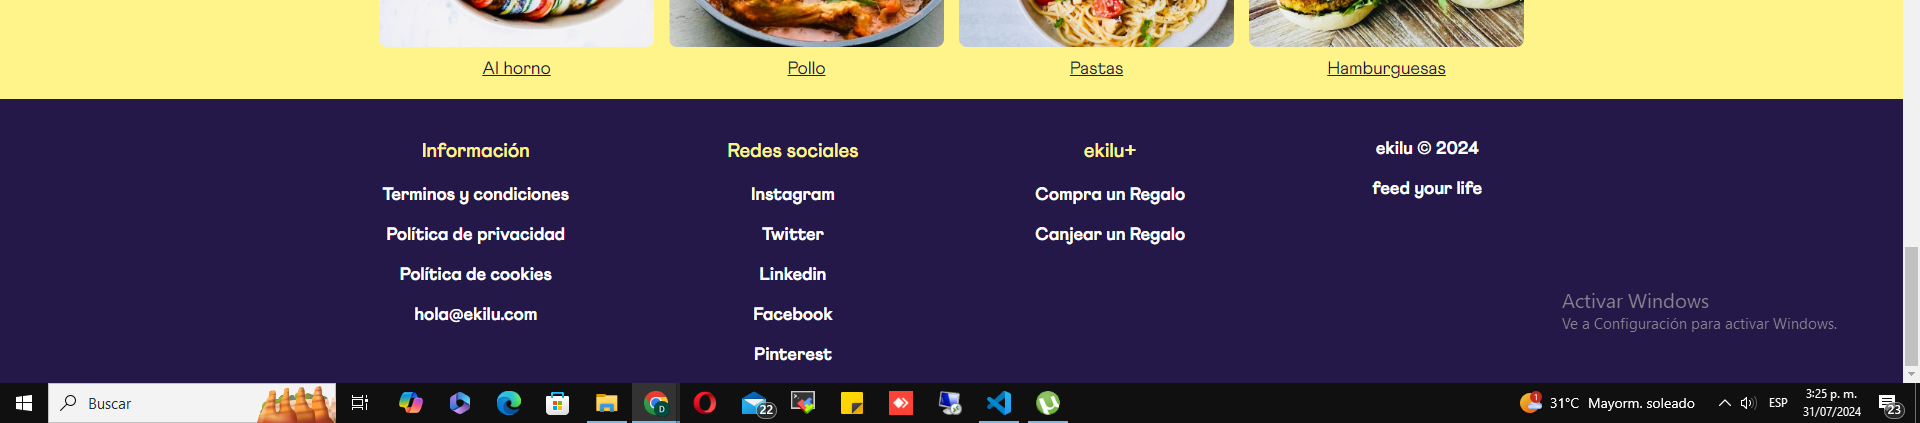 Al horno
Pollo
Pastas
Hamburguesas
Información
Terminos y condiciones
Política de privacidad
Política de cookies
hola@ekilu.com
Redes sociales
Instagram
Twitter
Linkedin
Facebook
Pinterest
ekilu+
Compra un Regalo
Canjear un Regalo
ekilu © 2024
feed your life
Activar Windows
Ve a Configuración para activar Windows.
Buscar
D
22
1
31°C Mayorm. soleado
ESP
3:25 p. m.
31/07/2024
23